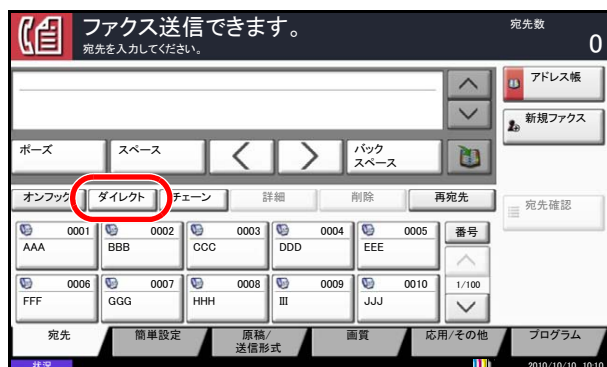 ファクス送信できます。
宛先を入力してください。
宛先数
0
アドレス帳
新規ファクス
ポーズ
スペース
バック
スペース
オンフック
ダイレクト
チェーン
詳細
削除
再宛先
宛先確認
0001
AAA
0002
BBB
0003
CCC
0004
DDD
0005
EEE
番号
0006
FFF
0007
GGG
0008
HHH
0009
III
0010
JJJ
1/100
宛先
簡単設定
原稿/
送信形式
画質
応用/その他
プログラム
状況
2010/10/10 10:10